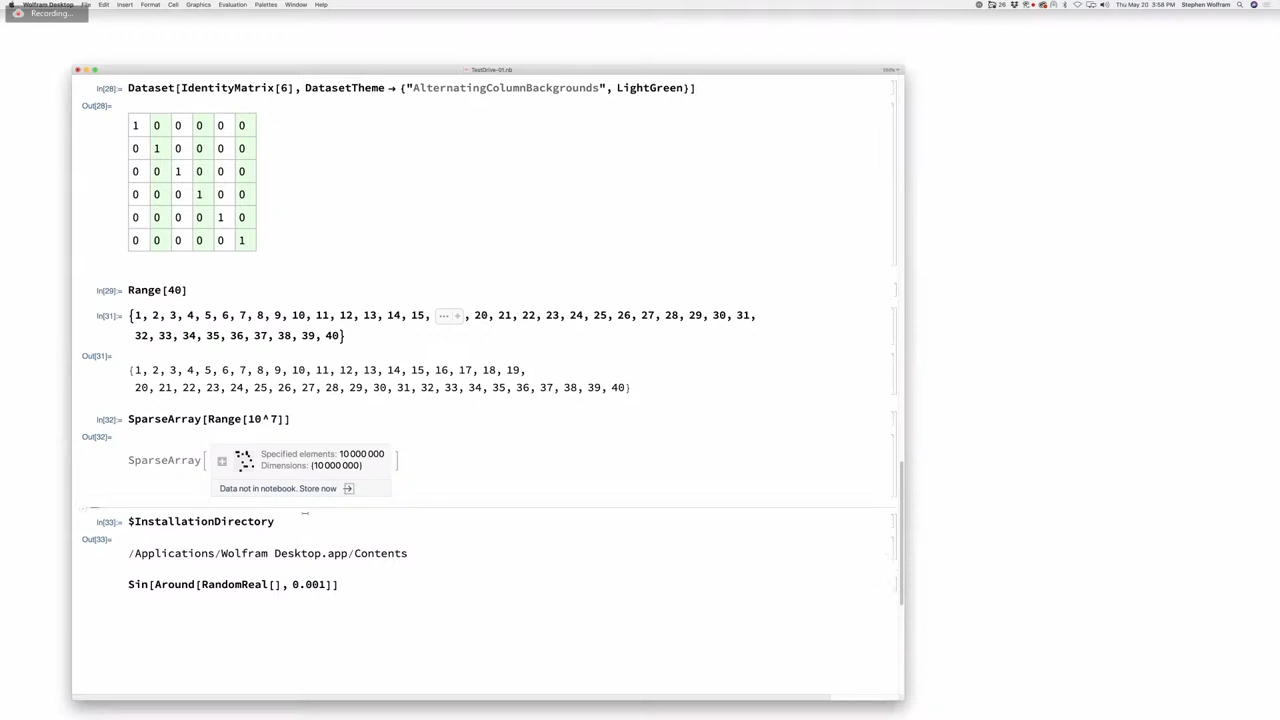 Wolfram Desktop File Edit Insert Format Cell Graphics Evaluation Palettes Window Help 26 Thu May 20 3:58 PM Stephen Wolfram
Recording...
TestDrive-01.nb
In[28]:= Dataset[IdentityMatrix[6], DatasetTheme → {"AlternatingColumnBackgrounds", LightGreen}]
Out[28]=
1 0 0 0 0 0
0 1 0 0 0 0
0 0 1 0 0 0
0 0 0 1 0 0
0 0 0 0 1 0
0 0 0 0 0 1
In[29]:= Range[40]
In[31]:= {1, 2, 3, 4, 5, 6, 7, 8, 9, 10, 11, 12, 13, 14, 15, ··· + , 20, 21, 22, 23, 24, 25, 26, 27, 28, 29, 30, 31,
32, 33, 34, 35, 36, 37, 38, 39, 40}
Out[31]=
{1, 2, 3, 4, 5, 6, 7, 8, 9, 10, 11, 12, 13, 14, 15, 16, 17, 18, 19,
20, 21, 22, 23, 24, 25, 26, 27, 28, 29, 30, 31, 32, 33, 34, 35, 36, 37, 38, 39, 40}
In[32]:= SparseArray[Range[10^7]]
Out[32]=
SparseArray[ Specified elements: 10 000 000
Dimensions: {10 000 000} ]
Data not in notebook. Store now
In[33]:= $InstallationDirectory
Out[33]=
/Applications/Wolfram Desktop.app/Contents
Sin[Around[RandomReal[], 0.001]]